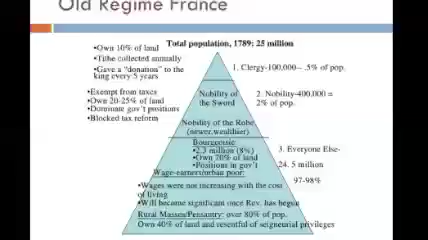 Old Regime France
Total population, 1789: 25 million
•Own 10% of land
•Tithe collected annually
•Gave a "donation" to the
king every 5 years
1. Clergy-100,000-- .5% of pop.
•Exempt from taxes
•Own 20-25% of land
•Dominate gov't positions
•Blocked tax reform
Nobility of
the Sword
2. Nobility-400,000 =
2% of pop.
Nobility of the Robe
(newer,wealthier)
Bourgeoisie
•2.3 million (8%)
•Own 20% of land
•Positions in gov't
3. Everyone Else-
24. 5 million
97-98%
Wage-earners/urban poor:
•Wages were not increasing with the cost
of living
•Will become significant once Rev. has begun
Rural Masses/Peasantry: over 80% of pop.
Own 40% of land and resentful of seigneurial privileges